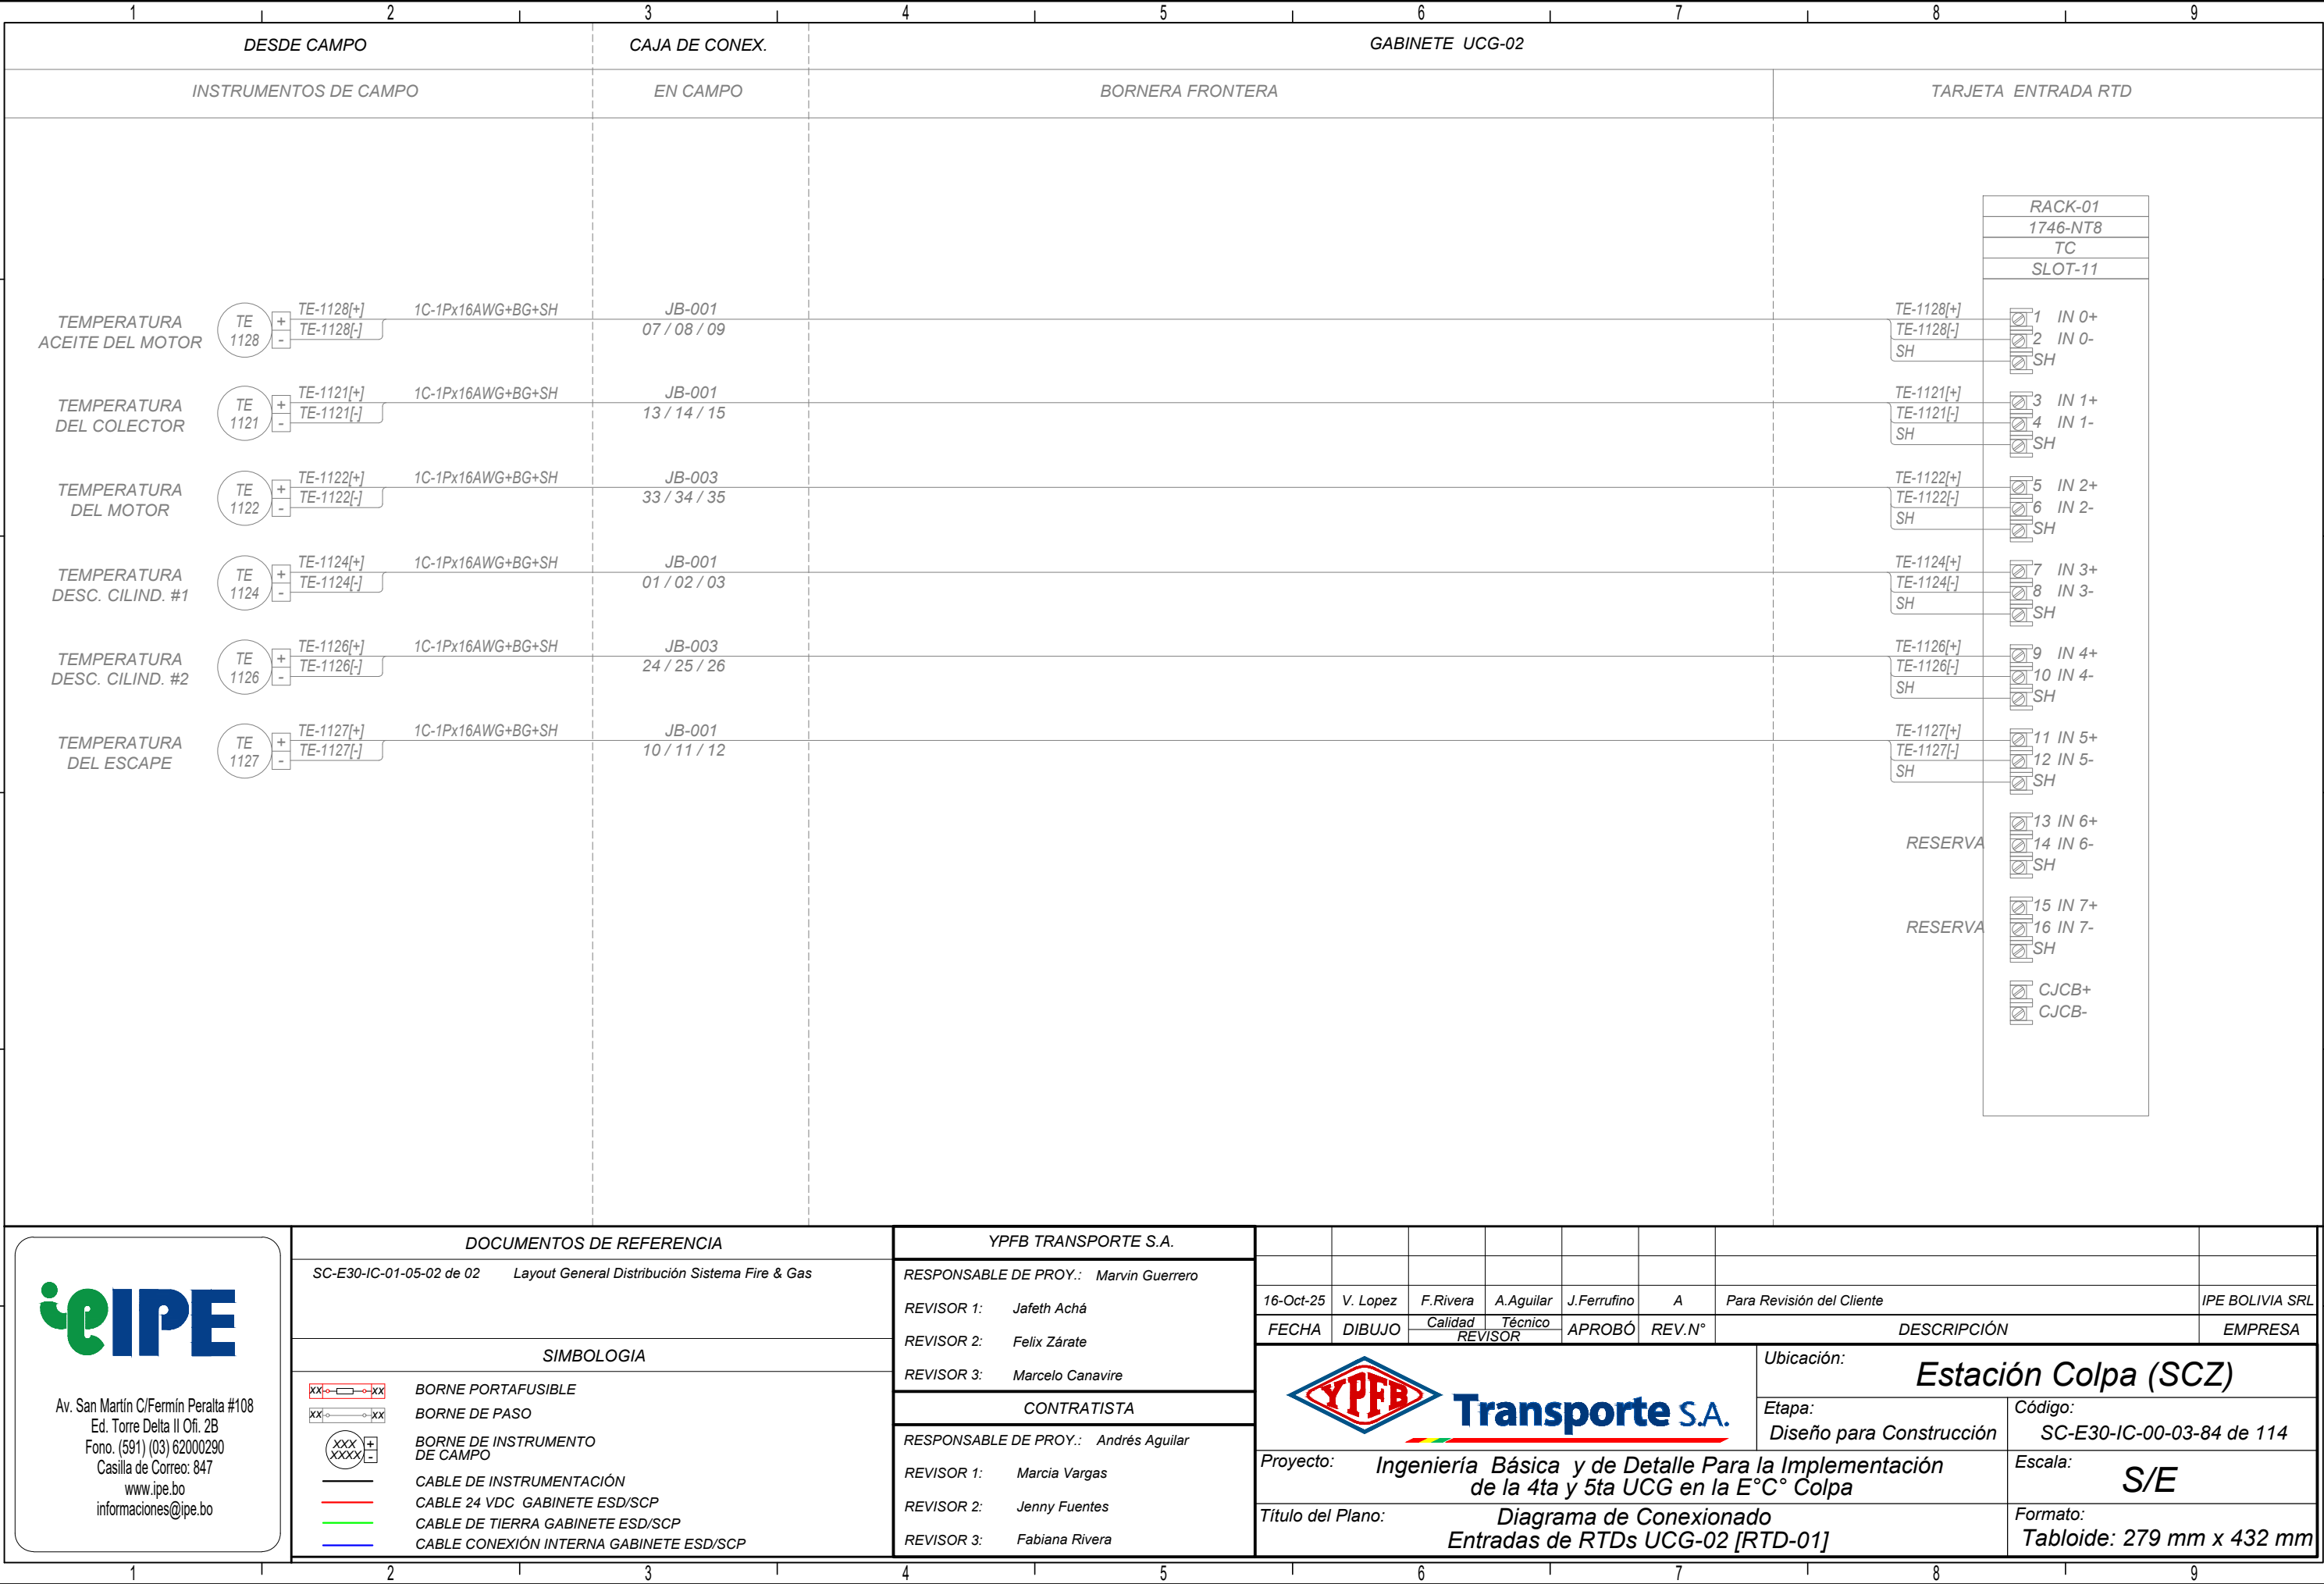 1 2 3 4 5 6 7 8 9
DESDE CAMPO
CAJA DE CONEX.
GABINETE UCG-02
INSTRUMENTOS DE CAMPO
EN CAMPO
BORNERA FRONTERA
TARJETA ENTRADA RTD
RACK-01
1746-NT8
TC
SLOT-11
TEMPERATURA
ACEITE DEL MOTOR
TE
1128
+
-
TE-1128[+]
TE-1128[-]
1C-1Px16AWG+BG+SH
JB-001
07 / 08 / 09
TE-1128[+]
TE-1128[-]
SH
1 IN 0+
2 IN 0-
SH
TEMPERATURA
DEL COLECTOR
TE
1121
+
-
TE-1121[+]
TE-1121[-]
1C-1Px16AWG+BG+SH
JB-001
13 / 14 / 15
TE-1121[+]
TE-1121[-]
SH
3 IN 1+
4 IN 1-
SH
TEMPERATURA
DEL MOTOR
TE
1122
+
-
TE-1122[+]
TE-1122[-]
1C-1Px16AWG+BG+SH
JB-003
33 / 34 / 35
TE-1122[+]
TE-1122[-]
SH
5 IN 2+
6 IN 2-
SH
TEMPERATURA
DESC. CILIND. #1
TE
1124
+
-
TE-1124[+]
TE-1124[-]
1C-1Px16AWG+BG+SH
JB-001
01 / 02 / 03
TE-1124[+]
TE-1124[-]
SH
7 IN 3+
8 IN 3-
SH
TEMPERATURA
DESC. CILIND. #2
TE
1126
+
-
TE-1126[+]
TE-1126[-]
1C-1Px16AWG+BG+SH
JB-003
24 / 25 / 26
TE-1126[+]
TE-1126[-]
SH
9 IN 4+
10 IN 4-
SH
TEMPERATURA
DEL ESCAPE
TE
1127
+
-
TE-1127[+]
TE-1127[-]
1C-1Px16AWG+BG+SH
JB-001
10 / 11 / 12
TE-1127[+]
TE-1127[-]
SH
11 IN 5+
12 IN 5-
SH
RESERVA
13 IN 6+
14 IN 6-
SH
RESERVA
15 IN 7+
16 IN 7-
SH
CJCB+
CJCB-
IPE
Av. San Martín C/Fermín Peralta #108
Ed. Torre Delta II Ofi. 2B
Fono. (591) (03) 62000290
Casilla de Correo: 847
www.ipe.bo
informaciones@ipe.bo
DOCUMENTOS DE REFERENCIA
SC-E30-IC-01-05-02 de 02 Layout General Distribución Sistema Fire & Gas
SIMBOLOGIA
XX XX BORNE PORTAFUSIBLE
XX XX BORNE DE PASO
XXX
XXXX
+
-
BORNE DE INSTRUMENTO
DE CAMPO
CABLE DE INSTRUMENTACIÓN
CABLE 24 VDC GABINETE ESD/SCP
CABLE DE TIERRA GABINETE ESD/SCP
CABLE CONEXIÓN INTERNA GABINETE ESD/SCP
YPFB TRANSPORTE S.A.
RESPONSABLE DE PROY.: Marvin Guerrero
REVISOR 1: Jafeth Achá
REVISOR 2: Felix Zárate
REVISOR 3: Marcelo Canavire
CONTRATISTA
RESPONSABLE DE PROY.: Andrés Aguilar
REVISOR 1: Marcia Vargas
REVISOR 2: Jenny Fuentes
REVISOR 3: Fabiana Rivera
16-Oct-25 V. Lopez F.Rivera A.Aguilar J.Ferrufino A Para Revisión del Cliente IPE BOLIVIA SRL
FECHA DIBUJO Calidad Técnico REVISOR APROBÓ REV.N° DESCRIPCIÓN EMPRESA
YPFB
Transporte S.A.
Ubicación:
Estación Colpa (SCZ)
Etapa:
Diseño para Construcción
Código:
SC-E30-IC-00-03-84 de 114
Proyecto:
Ingeniería Básica y de Detalle Para la Implementación
de la 4ta y 5ta UCG en la E°C° Colpa
Escala:
S/E
Título del Plano:
Diagrama de Conexionado
Entradas de RTDs UCG-02 [RTD-01]
Formato:
Tabloide: 279 mm x 432 mm
1 2 3 4 5 6 7 8 9